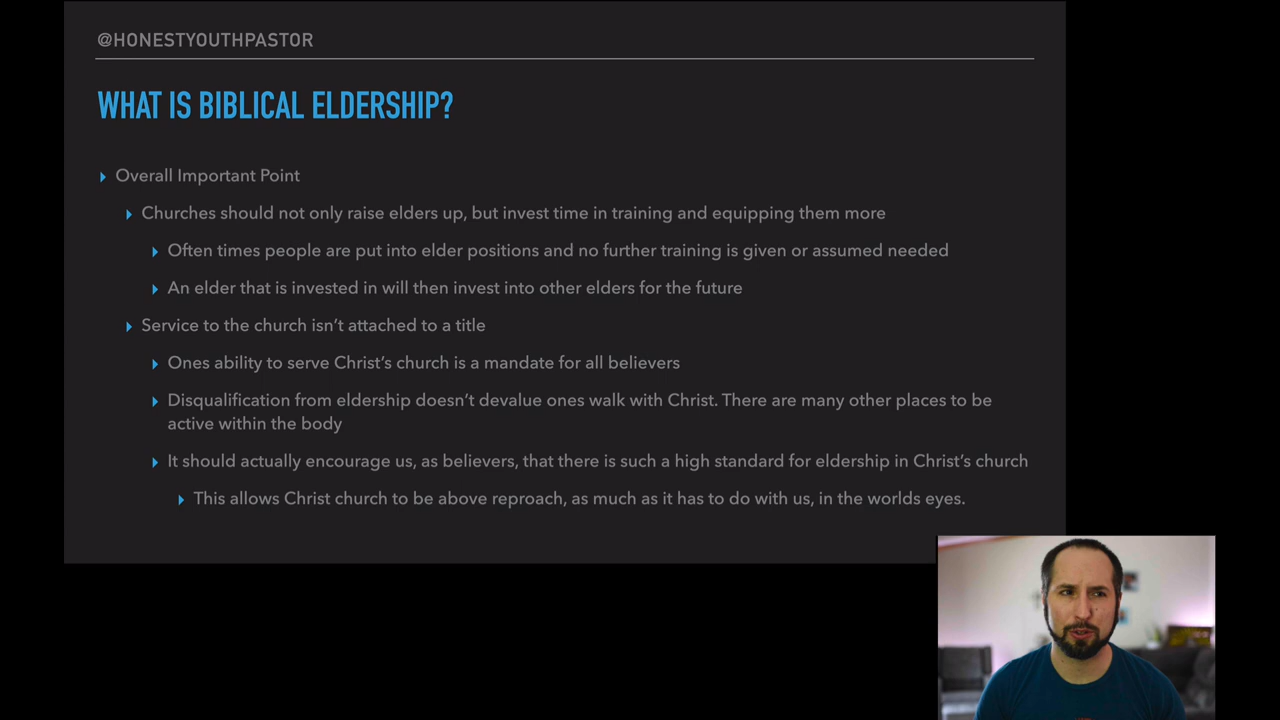 @HONESTYOUTHPASTOR
WHAT IS BIBLICAL ELDERSHIP?
Overall Important Point
Churches should not only raise elders up, but invest time in training and equipping them more
Often times people are put into elder positions and no further training is given or assumed needed
An elder that is invested in will then invest into other elders for the future
Service to the church isn’t attached to a title
Ones ability to serve Christ’s church is a mandate for all believers
Disqualification from eldership doesn’t devalue ones walk with Christ. There are many other places to be
active within the body
It should actually encourage us, as believers, that there is such a high standard for eldership in Christ’s church
This allows Christ church to be above reproach, as much as it has to do with us, in the worlds eyes.